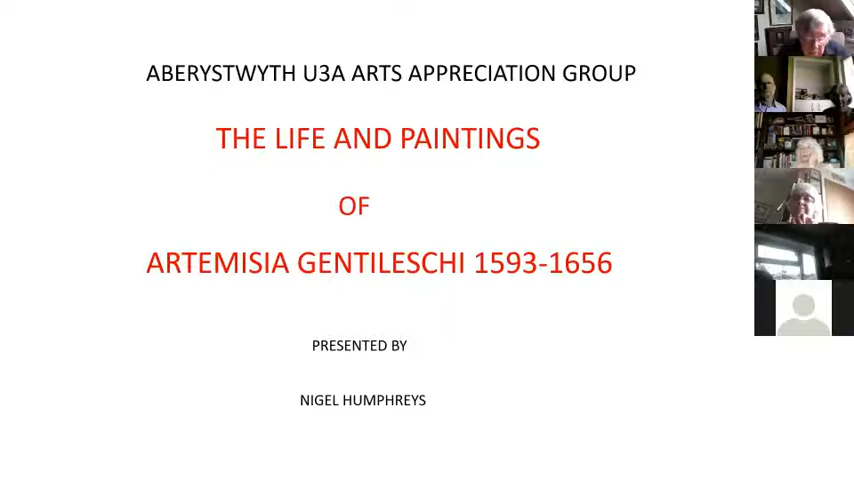 ABERYSTWYTH U3A ARTS APPRECIATION GROUP
THE LIFE AND PAINTINGS
OF
ARTEMISIA GENTILESCHI 1593-1656
PRESENTED BY
NIGEL HUMPHREYS